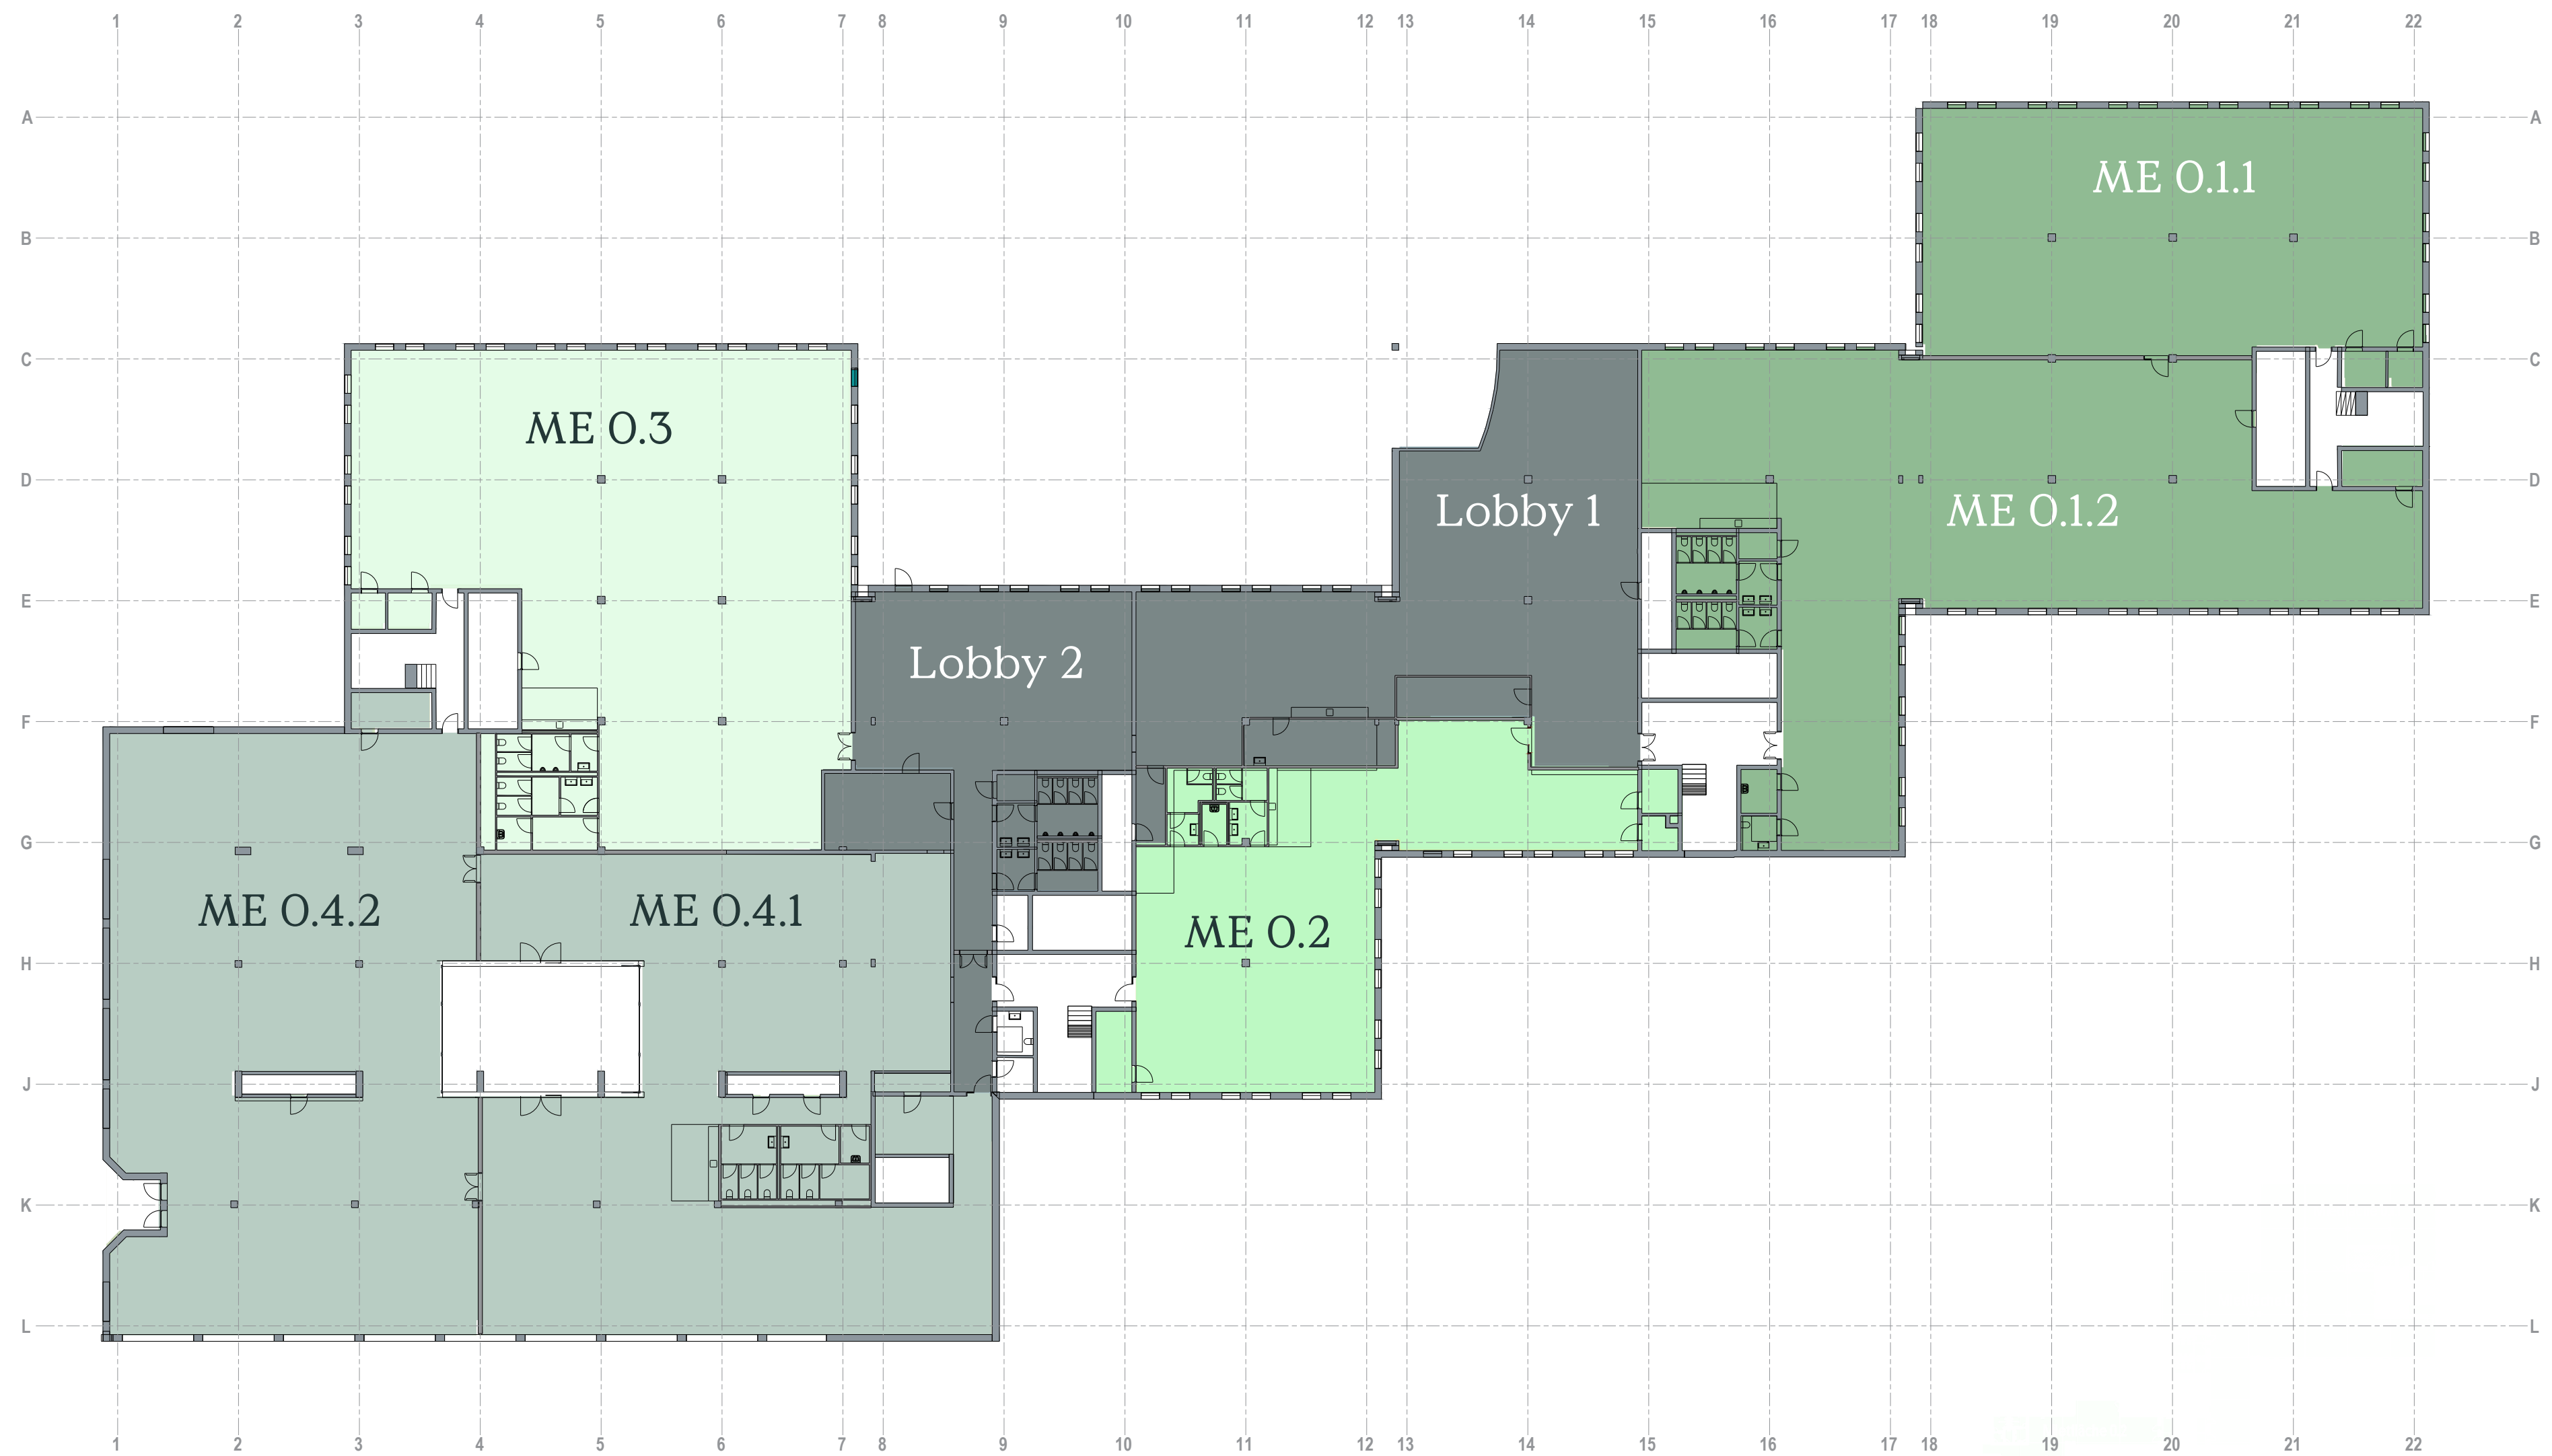 1 2 3 4 5 6 7 8 9 10 11 12 13 14 15 16 17 18 19 20 21 22
A A
ME 0.1.1
B B
C C
ME 0.3
D D
Lobby 1 ME 0.1.2
E E
Lobby 2
F F
G G
ME 0.4.2 ME 0.4.1 ME 0.2
H H
J J
K K
L L
1 2 3 4 5 6 7 8 9 10 11 12 13 14 15 16 17 18 19 20 21 22